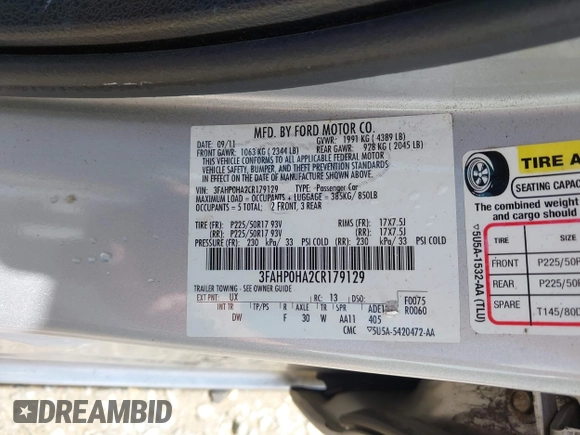 MFD. BY FORD MOTOR CO.
DATE: 09/11 GVWR: 1991 KG ( 4389 LB)
FRONT GAWR: 1063 KG ( 2344 LB) REAR GAWR: 928 KG ( 2045 LB)
THIS VEHICLE CONFORMS TO ALL APPLICABLE FEDERAL MOTOR
VEHICLE SAFETY, BUMPER, AND THEFT PREVENTION STANDARDS
IN EFFECT ON THE DATE OF MANUFACTURE SHOWN ABOVE.
VIN: 3FAHP0HA2CR179129 TYPE: Passenger Car
MAXIMUM LOAD = OCCUPANTS + LUGGAGE = 385KG/ 850LB
OCCUPANTS = 5 TOTAL; 2 FRONT, 3 REAR
TIRE (FR): P225/50R17 93V RIMS (FR): 17X7.5J
(RR): P225/50R17 93V (RR): 17X7.5J
PRESSURE (FR): 230 kPa/ 33 PSI COLD (RR): 230 kPa/ 33 PSI COLD
3FAHP0HA2CR179129
TRAILER TOWING - SEE OWNER GUIDE
EXT PNT: UX RC: 13 F0075
INT TR TP/PS R AXLE TR SPR R0060
DW F 30 W AA11 405
CMC 5U5A-5420472-AA
5U5A-1532-AA (TLU)
TIRE A
SEATING CAPACITY
The combined weight
and cargo should
TIRE SIZE
FRONT P225/50R
REAR P225/50R
SPARE T145/80D
DREAMBID